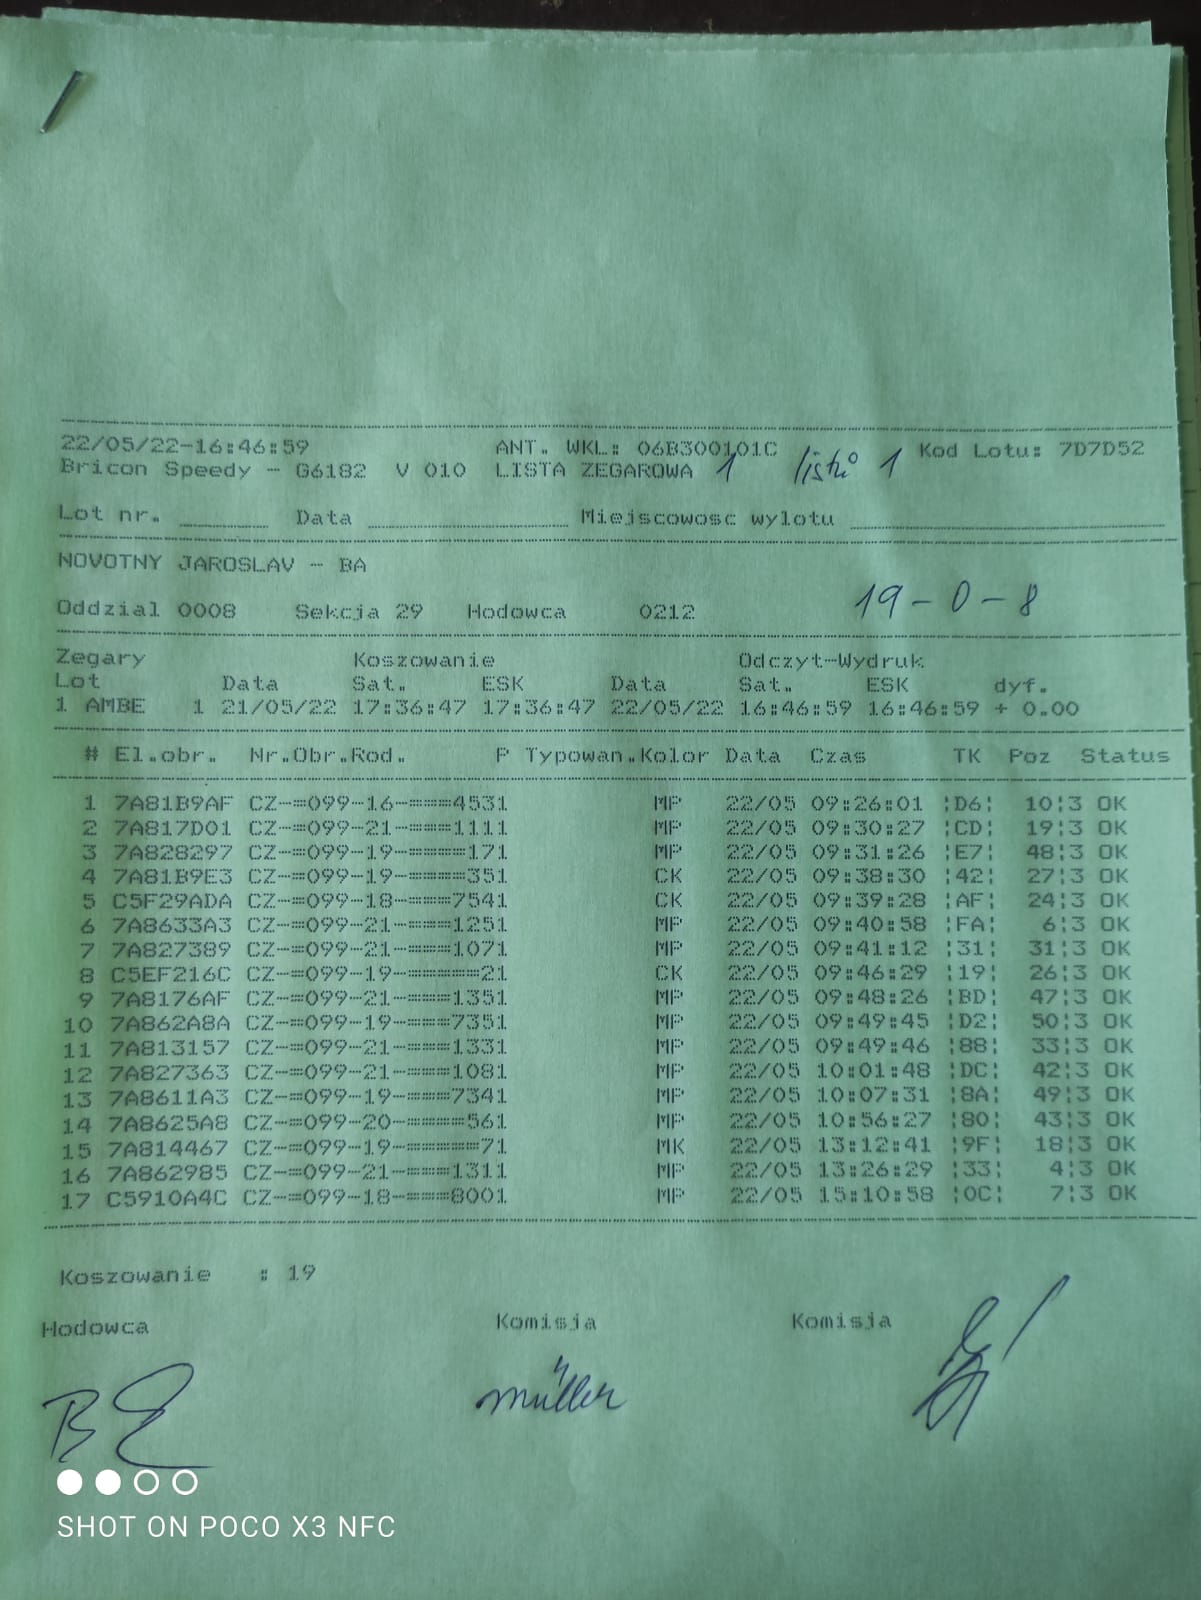 22/05/22-16:46:59 ANT. WKL: 06B300101C Kod Lotu: 7D7D52
Bricon Speedy - G6182 V 010 LISTA ZEGAROWA 1 listů 1
Lot nr. Data Miejscowosc wylotu
NOVOTNY JAROSLAV - BA
Oddzial 0008 Sekcja 29 Hodowca 0212 19-0-8
Zegary Koszowanie Odczyt-Wydruk
Lot Data Sat. ESK Data Sat. ESK dyf.
1 AMBE 1 21/05/22 17:36:47 17:36:47 22/05/22 16:46:59 16:46:59 + 0.00
# El.obr. Nr.Obr.Rod. P Typowan.Kolor Data Czas TK Poz Status
1 7A81B9AF CZ-=099-16-===4531 MP 22/05 09:26:01 ¦D6¦ 10¦3 OK
2 7A817D01 CZ-=099-21-===1111 MP 22/05 09:30:27 ¦CD¦ 19¦3 OK
3 7A828297 CZ-=099-19-====171 MP 22/05 09:31:26 ¦E7¦ 48¦3 OK
4 7A81B9E3 CZ-=099-19-====351 CK 22/05 09:38:30 ¦42¦ 27¦3 OK
5 C5F29ADA CZ-=099-18-===7541 CK 22/05 09:39:28 ¦AF¦ 24¦3 OK
6 7A8633A3 CZ-=099-21-===1251 MP 22/05 09:40:58 ¦FA¦ 6¦3 OK
7 7A827389 CZ-=099-21-===1071 MP 22/05 09:41:12 ¦31¦ 31¦3 OK
8 C5EF216C CZ-=099-19-=====21 CK 22/05 09:46:29 ¦19¦ 26¦3 OK
9 7A8176AF CZ-=099-21-===1351 MP 22/05 09:48:26 ¦BD¦ 47¦3 OK
10 7A862A8A CZ-=099-19-===7351 MP 22/05 09:49:45 ¦D2¦ 50¦3 OK
11 7A813157 CZ-=099-21-===1331 MP 22/05 09:49:46 ¦88¦ 33¦3 OK
12 7A827363 CZ-=099-21-===1081 MP 22/05 10:01:48 ¦DC¦ 42¦3 OK
13 7A8611A3 CZ-=099-19-===7341 MP 22/05 10:07:31 ¦8A¦ 49¦3 OK
14 7A8625A8 CZ-=099-20-====561 MP 22/05 10:56:27 ¦80¦ 43¦3 OK
15 7A814467 CZ-=099-19-=====71 MK 22/05 13:12:41 ¦9F¦ 18¦3 OK
16 7A862985 CZ-=099-21-===1311 MP 22/05 13:26:29 ¦33¦ 4¦3 OK
17 C5910A4C CZ-=099-18-===8001 MP 22/05 15:10:58 ¦0C¦ 7¦3 OK
Koszowanie : 19
Hodowca Komisja Komisja
müller
SHOT ON POCO X3 NFC